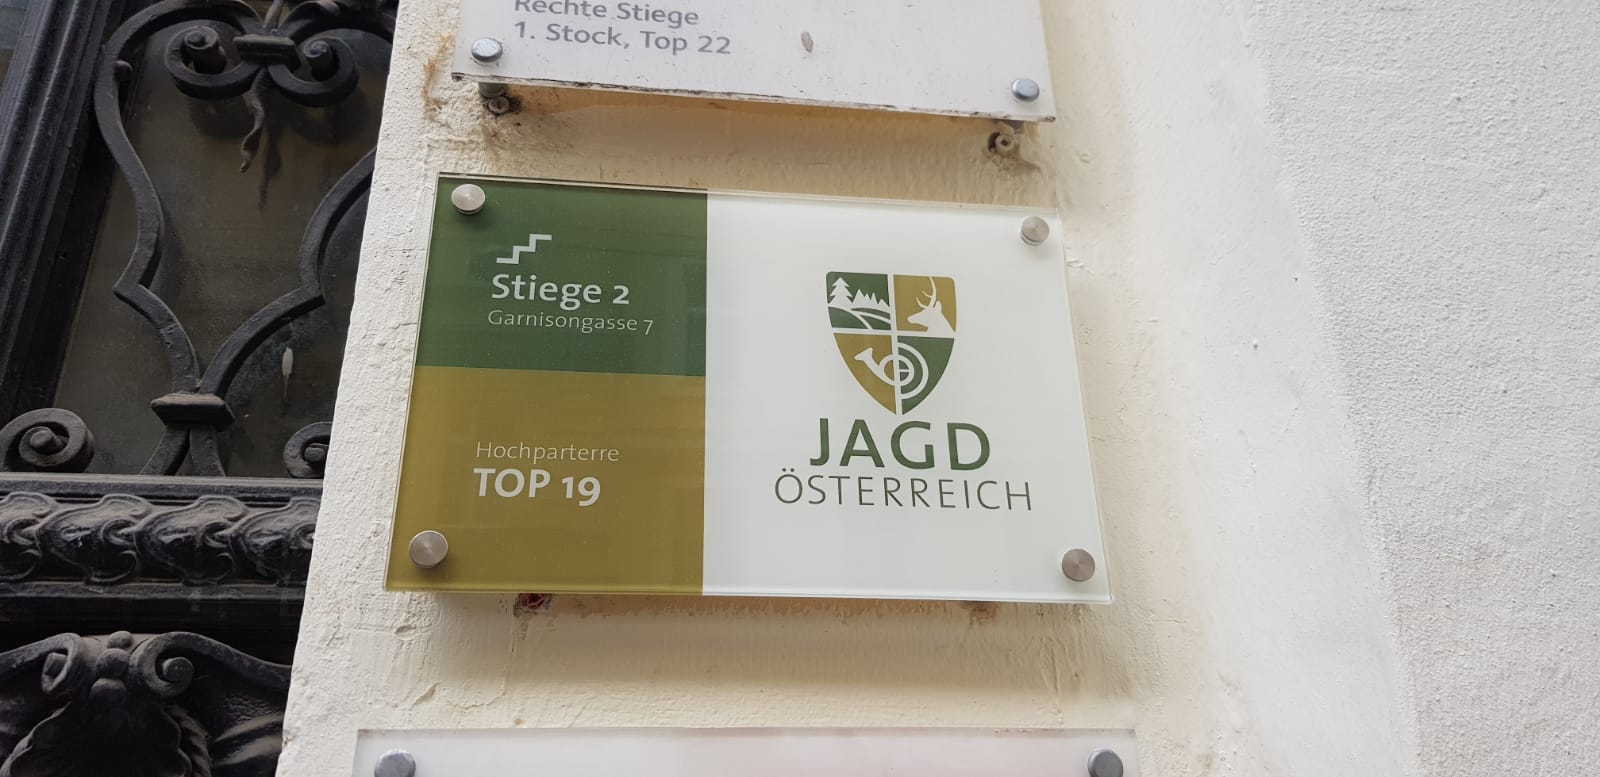 Rechte Stiege
1. Stock, Top 22
Stiege 2
Garnisongasse 7
Hochparterre
TOP 19
JAGD
ÖSTERREICH